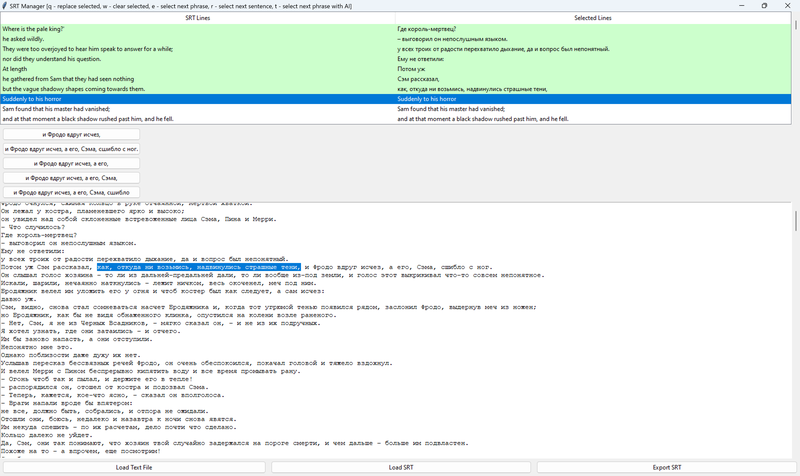 SRT Manager [q - replace selected, w - clear selected, e - select next phrase, r - select next sentence, t - select next phrase with AI]
SRT Lines
Selected Lines
Where is the pale king?'
Где король-мертвец?
he asked wildly.
– выговорил он непослушным языком.
They were too overjoyed to hear him speak to answer for a while;
у всех троих от радости перехватило дыхание, да и вопрос был непонятный.
nor did they understand his question.
Ему не ответили:
At length
Потом уж
he gathered from Sam that they had seen nothing
Сэм рассказал,
but the vague shadowy shapes coming towards them.
как, откуда ни возьмись, надвинулись страшные тени,
Suddenly to his horror
Suddenly to his horror
Sam found that his master had vanished;
Sam found that his master had vanished;
and at that moment a black shadow rushed past him, and he fell.
and at that moment a black shadow rushed past him, and he fell.
и Фродо вдруг исчез,
и Фродо вдруг исчез, а его, Сэма, сшибло с ног.
и Фродо вдруг исчез, а его,
и Фродо вдруг исчез, а его, Сэма,
и Фродо вдруг исчез, а его, Сэма, сшибло
Он лежал у костра, пламеневшего ярко и высоко;
он увидел над собой склоненные встревоженные лица Сэма, Пина и Мерри.
– Что случилось?
Где король-мертвец?
– выговорил он непослушным языком.
Ему не ответили:
у всех троих от радости перехватило дыхание, да и вопрос был непонятный.
Потом уж Сэм рассказал, как, откуда ни возьмись, надвинулись страшные тени, и Фродо вдруг исчез, а его, Сэма, сшибло с ног.
Он слышал голос хозяина – то ли из дальней-предальней дали, то ли вообще из-под земли, и голос этот выкрикивал что-то совсем непонятное.
Искали, шарили, нечаянно наткнулись – лежит ничком, весь окоченел, меч под ним.
Бродяжник велел им уложить его у огня и чтоб костер был как следует, а сам исчез:
давно уж.
Сэм, видно, снова стал сомневаться насчет Бродяжника и, когда тот угрюмой тенью появился рядом, заслонил Фродо, выдернув меч из ножен;
но Бродяжник, как бы не видя обнаженного клинка, опустился на колени возле раненого.
– Нет, Сэм, я не из Черных Всадников, – мягко сказал он, – и не из их подручных.
Я хотел узнать, где они затаились – и отчего.
Им бы заново напасть, а они отступили.
Непонятно мне это.
Однако поблизости даже духу их нет.
Услышав пересказ бессвязных речей Фродо, он очень обеспокоился, покачал головой и тяжело вздохнул.
И велел Мерри с Пином беспрерывно кипятить воду и все время промывать рану.
– Огонь чтоб так и пылал, и держите его в тепле!
– распорядился он, отошел от костра и подозвал Сэма.
– Теперь, кажется, кое-что ясно, – сказал он вполголоса.
– Враги напали вроде бы впятером:
не все, должно быть, собрались, и отпора не ожидали.
Отошли они, боюсь, недалеко и назавтра к ночи снова явятся.
Им некуда спешить – по их расчетам, дело почти что сделано.
Кольцо далеко не уйдет.
Да, Сэм, они так понимают, что хозяин твой случайно задержался на пороге смерти, и чем дальше – больше им подвластен.
Похоже на то – а впрочем, еще посмотрим!
Load Text File
Load SRT
Export SRT